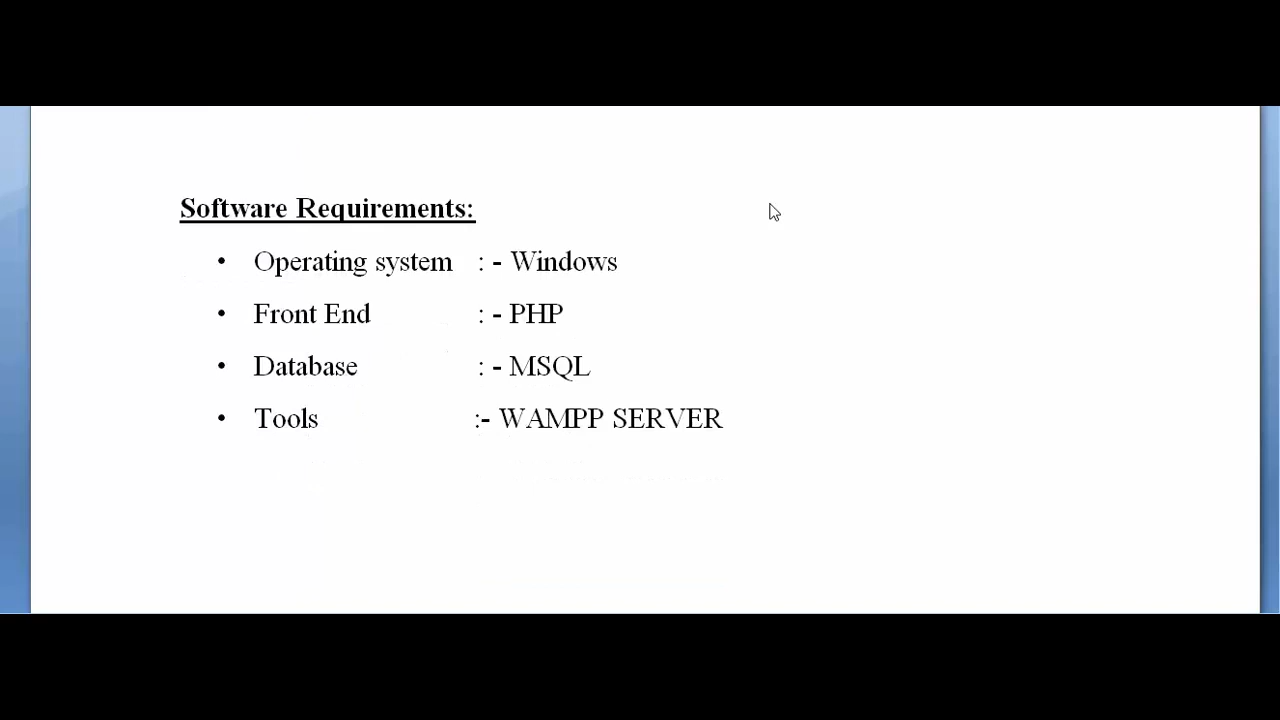 Software Requirements:
• Operating system : - Windows
• Front End : - PHP
• Database : - MSQL
• Tools :- WAMPP SERVER